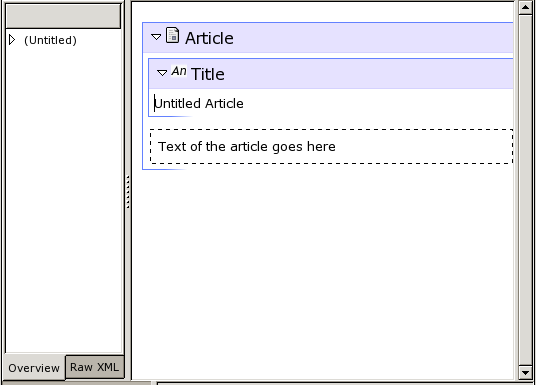 (Untitled)
Article
An Title
Untitled Article
Text of the article goes here
Overview Raw XML